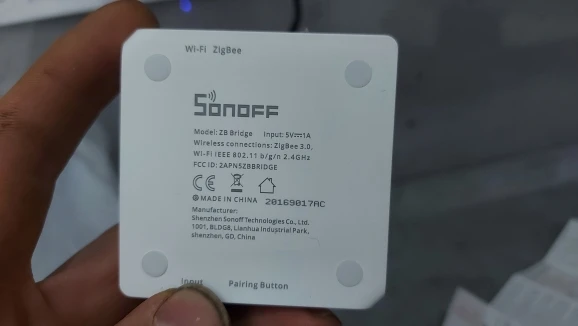 Wi-Fi ZigBee
SONOFF
Model: ZB Bridge Input: 5V⎓1A
Wireless connections: ZigBee 3.0,
Wi-Fi IEEE 802.11 b/g/n 2.4GHz
FCC ID: 2APN5ZBBRIDGE
CE
MADE IN CHINA 20169017AC
Manufacturer:
Shenzhen Sonoff Technologies Co., Ltd.
1001, BLDG8, Lianhua Industrial Park,
shenzhen, GD, China
Input Pairing Button